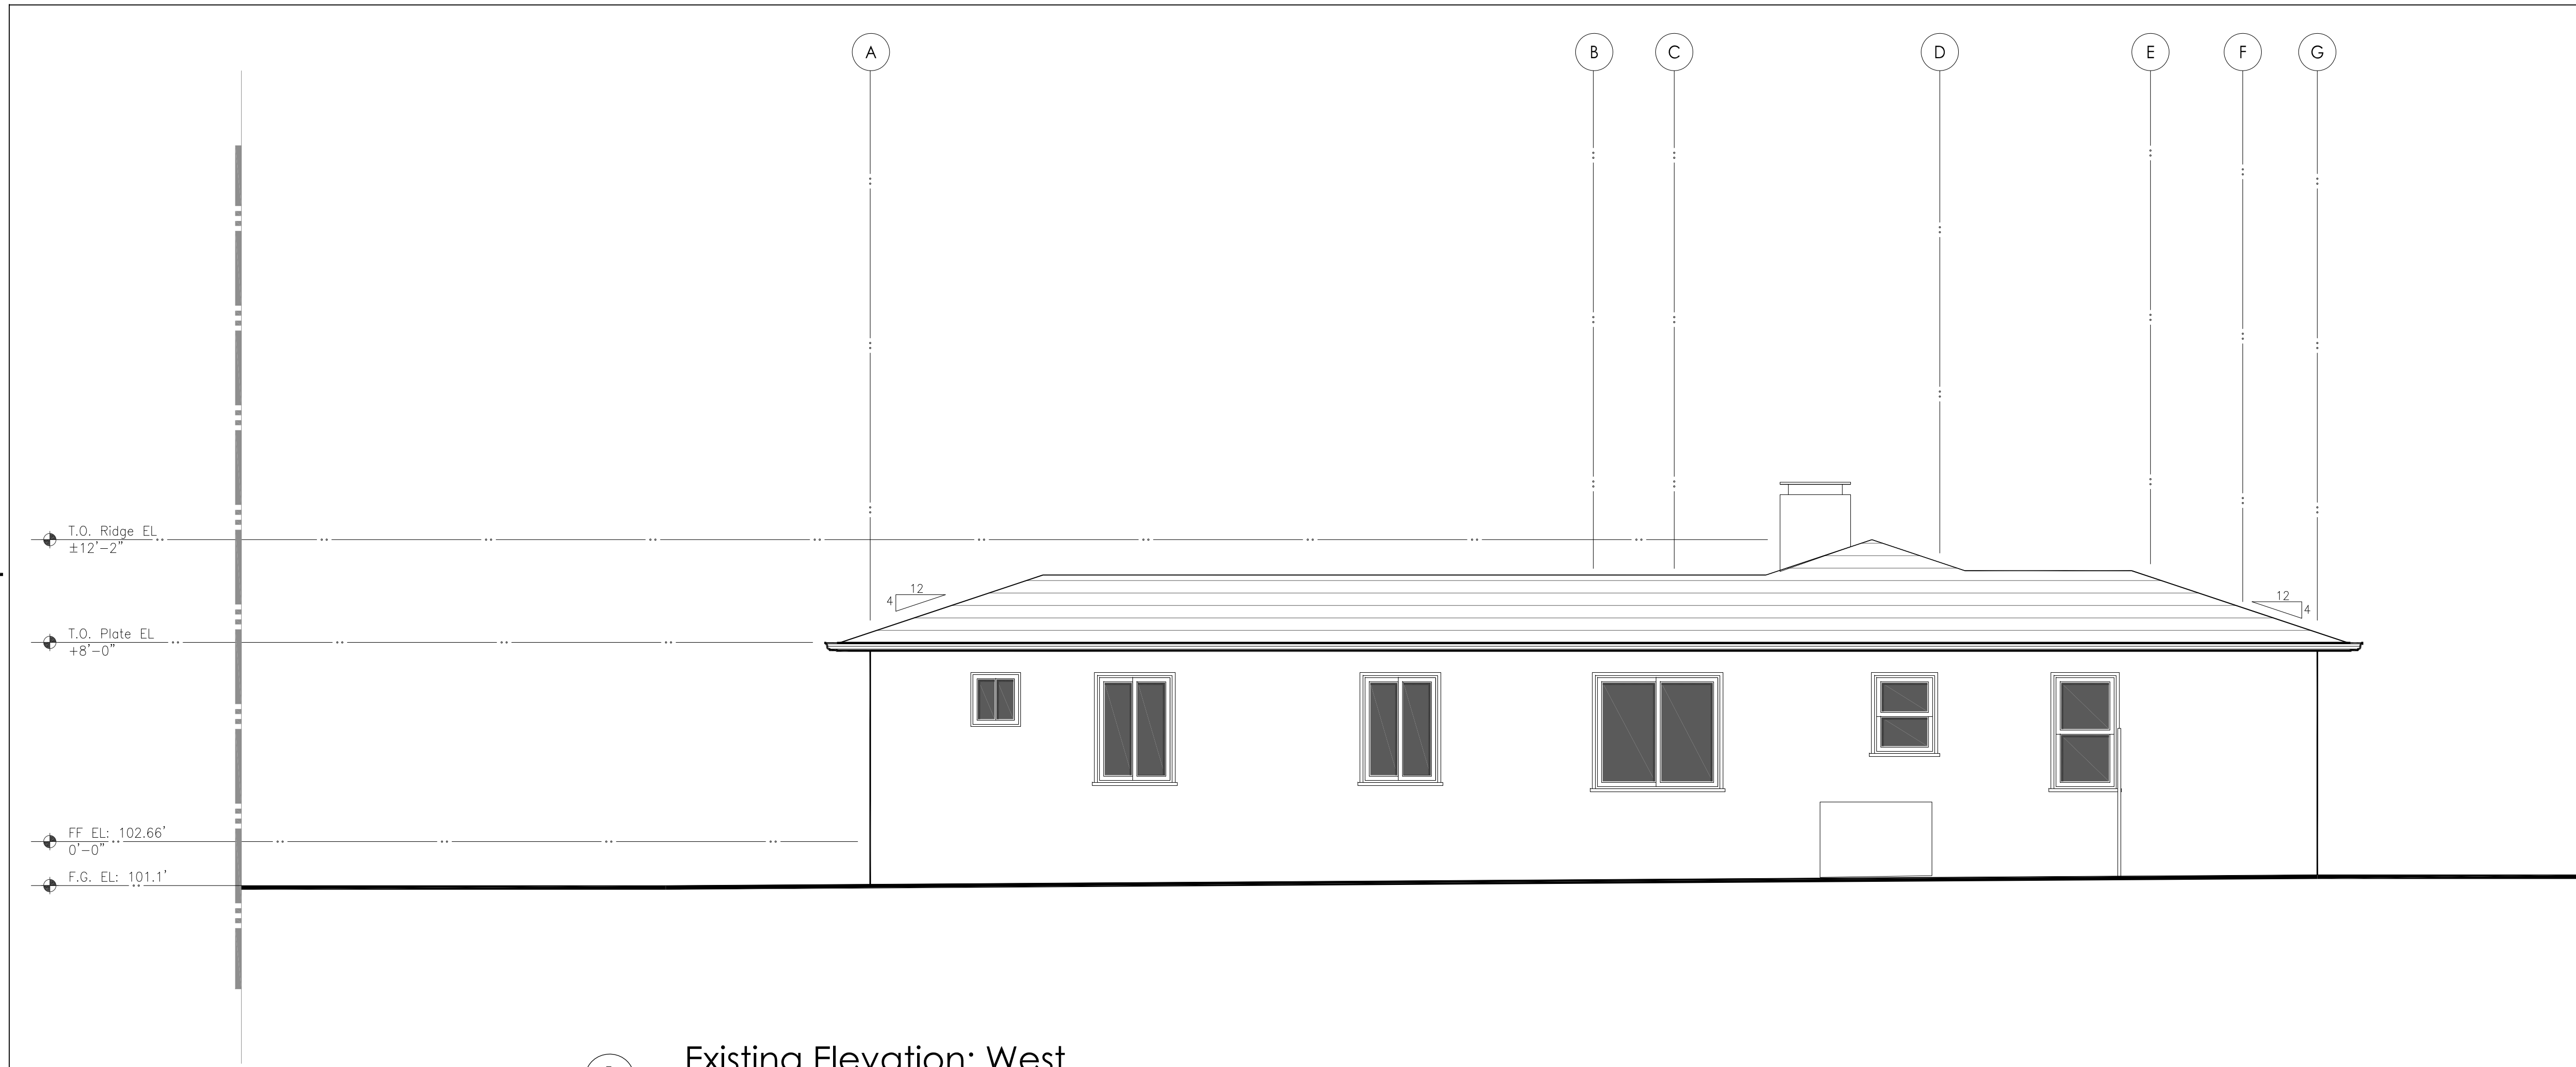 A B C D E F G
T.O. Ridge EL
±12'-2"
12
4
12
4
T.O. Plate EL
+8'-0"
FF EL: 102.66'
0'-0"
F.G. EL: 101.1'
Existing Elevation: West